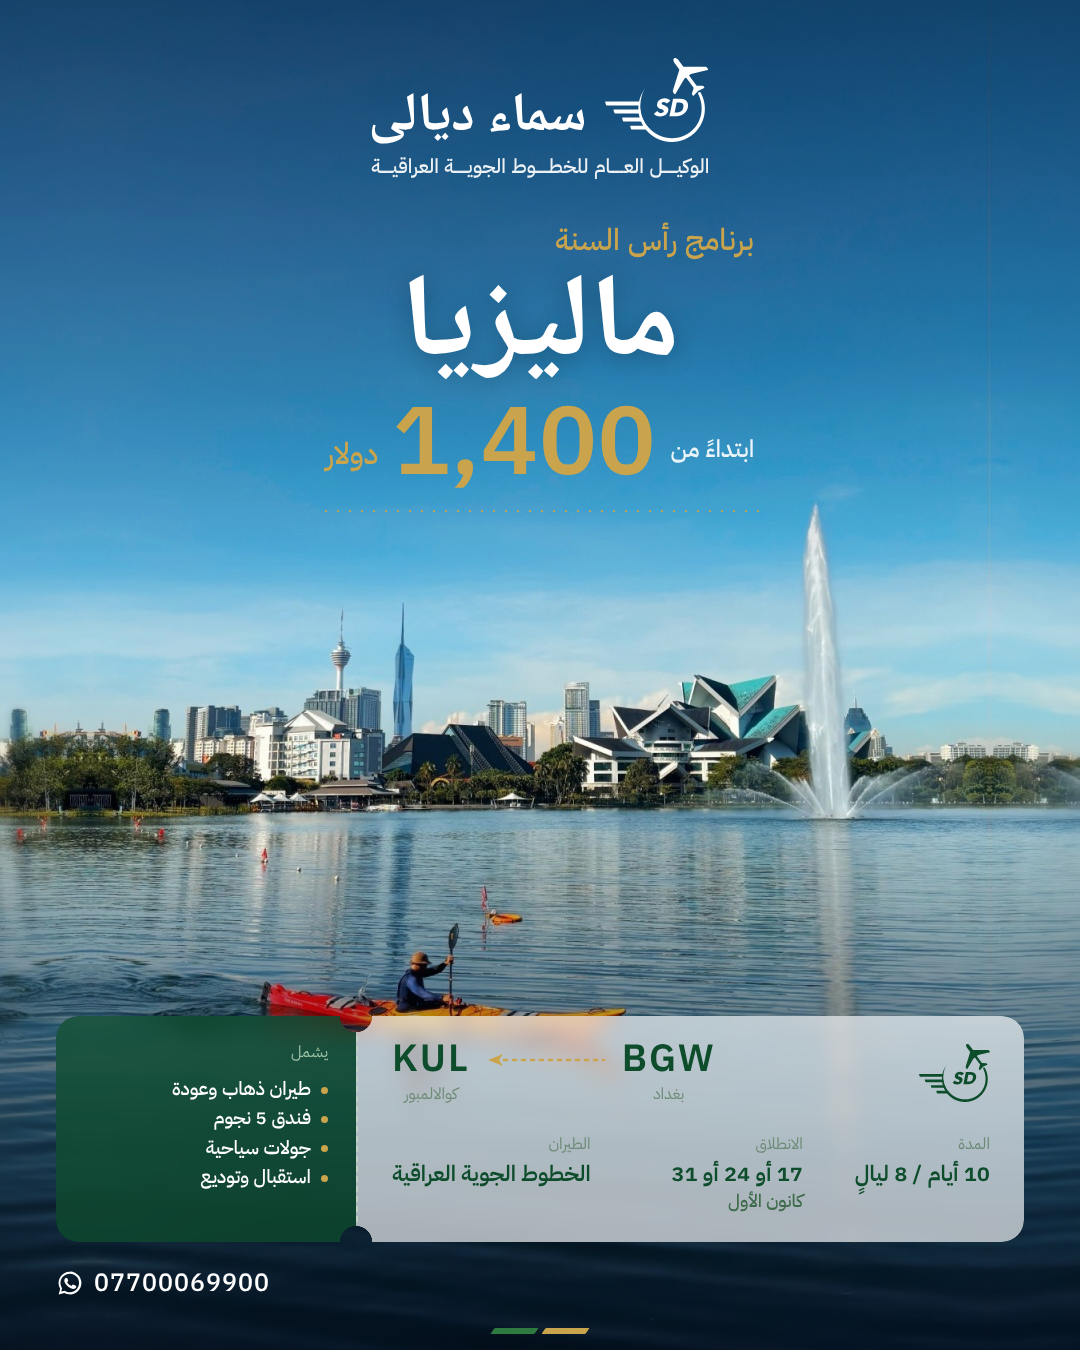 SD
سماء ديالى
الوكيـل العـام للخطـوط الجويـة العراقيـة
برنامج رأس السنة
ماليزيا
ابتداءً من 1,400 دولار
SD
BGW KUL
بغداد كوالالمبور
المدة
10 أيام / 8 ليالٍ
الانطلاق
17 أو 24 أو 31
كانون الأول
الطيران
الخطوط الجوية العراقية
يشمل
طيران ذهاب وعودة
فندق 5 نجوم
جولات سياحية
استقبال وتوديع
07700069900